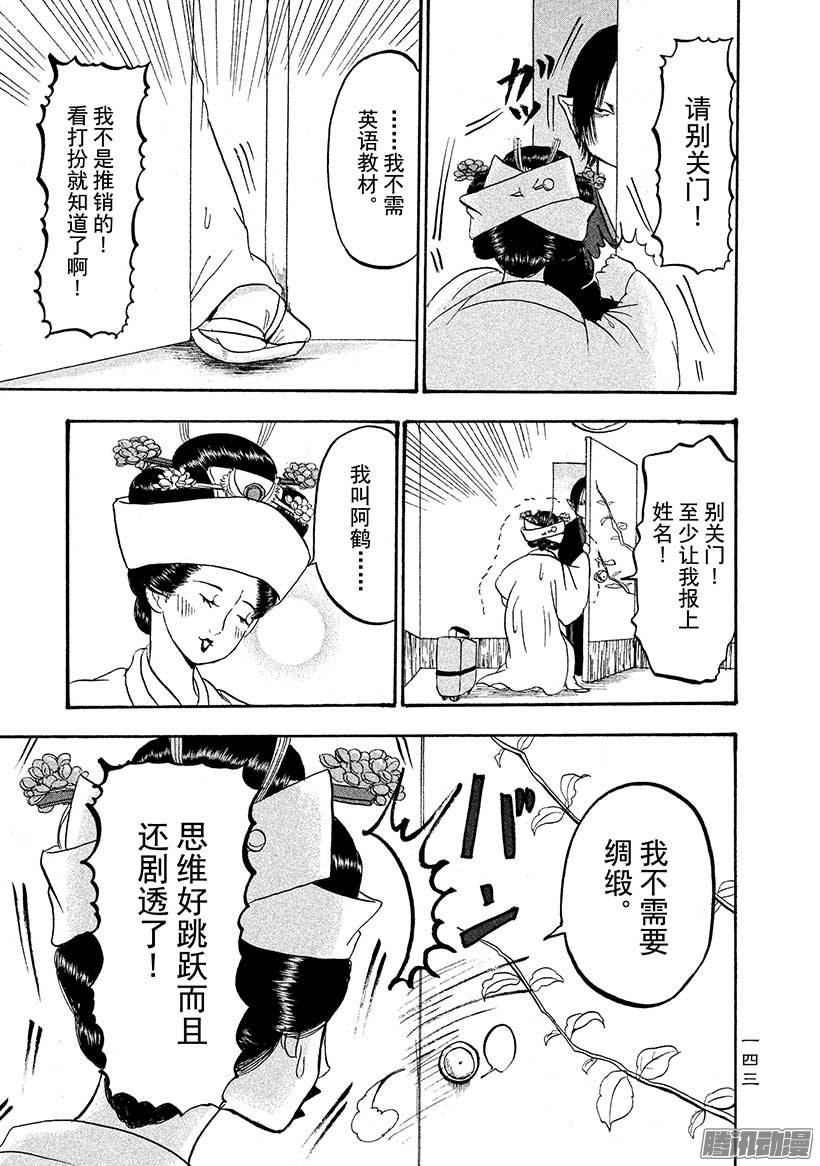 请别关门！
ガッ
……我不需
英语教材。
我不是推销的！
看打扮就知道了啊！
别关门！
至少让我报上
姓名！
我叫阿鹤……
我不需要
绸缎。
バン
思维好跳跃而且
还剧透了！
一四三
腾讯动漫